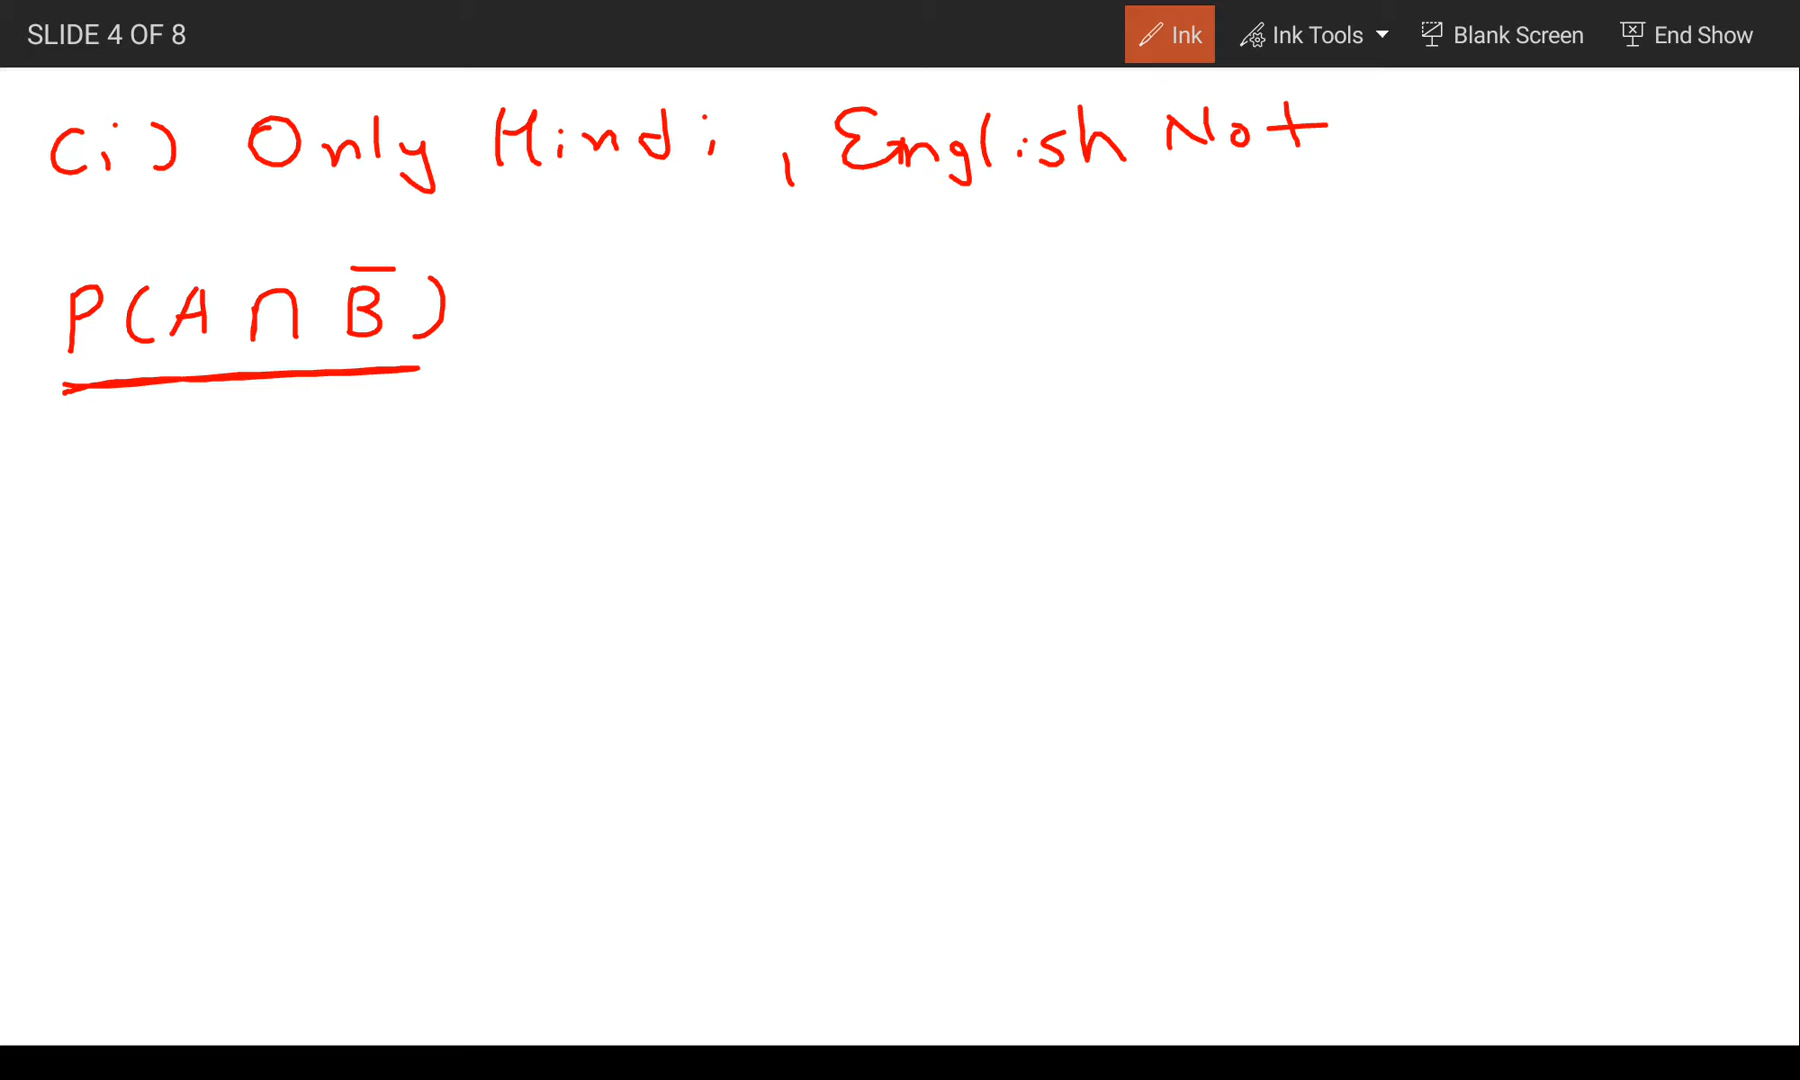 SLIDE 4 OF 8 Ink Ink Tools Blank Screen End Show
(i) Only Hindi, English Not
P(A ∩ B̅)